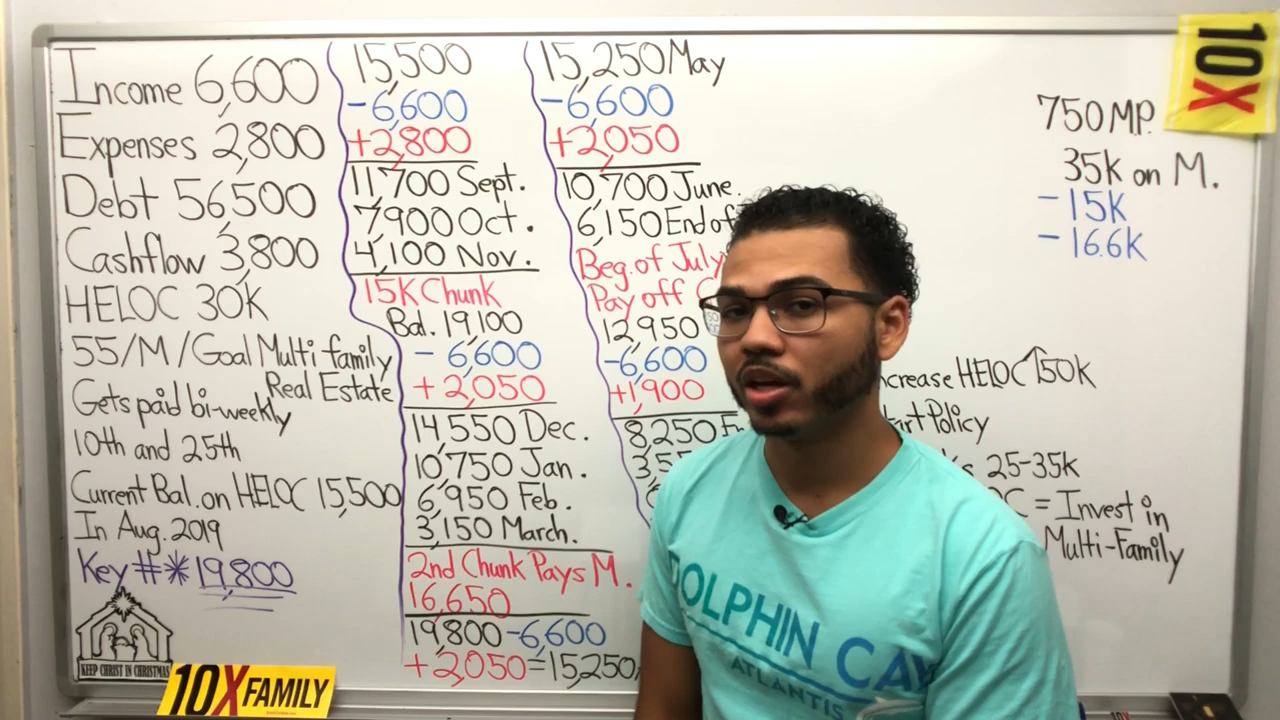 Income 6,600
Expenses 2,800
Debt 56,500
Cashflow 3,800
HELOC 30K
55/M/Goal Multi family
Real Estate
Gets paid bi-weekly
10th and 25th
Current Bal. on HELOC 15,500
In Aug. 2019
Key #* 19,800
KEEP CHRIST IN CHRISTMAS
10X FAMILY
15,500
-6,600
+2,800
11,700 Sept.
7,900 Oct.
4,100 Nov.
15K Chunk
Bal. 19,100
- 6,600
+ 2,050
14,550 Dec.
10,750 Jan.
6,950 Feb.
3,150 March.
2nd Chunk Pays M.
16,650
19,800 -6,600
+2,050=15,250
15,250 May
-6,600
+2,050
10,700 June.
6,150 End of
Beg. of July
Pay off
12,950
-6,600
+1,900
8,250
750 M.P.
35k on M.
-15K
-16.6K
10X
HELOC 150K
Policy
25-35K
= Invest in
Multi-Family
DOLPHIN CAY
ATLANTIS